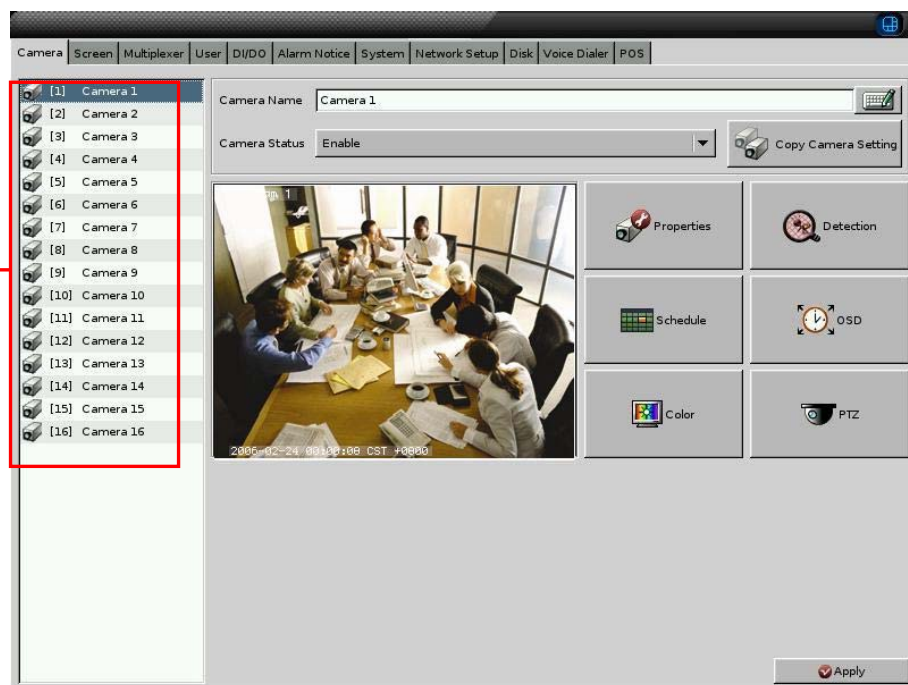 Camera Screen Multiplexer User DI/DO Alarm Notice System Network Setup Disk Voice Dialer POS
[1] Camera 1
[2] Camera 2
[3] Camera 3
[4] Camera 4
[5] Camera 5
[6] Camera 6
[7] Camera 7
[8] Camera 8
[9] Camera 9
[10] Camera 10
[11] Camera 11
[12] Camera 12
[13] Camera 13
[14] Camera 14
[15] Camera 15
[16] Camera 16
Camera Name Camera 1
Camera Status Enable
Copy Camera Setting
1
2006-02-24 00:00:00 CST +0800
Properties
Detection
Schedule
OSD
Color
PTZ
Apply